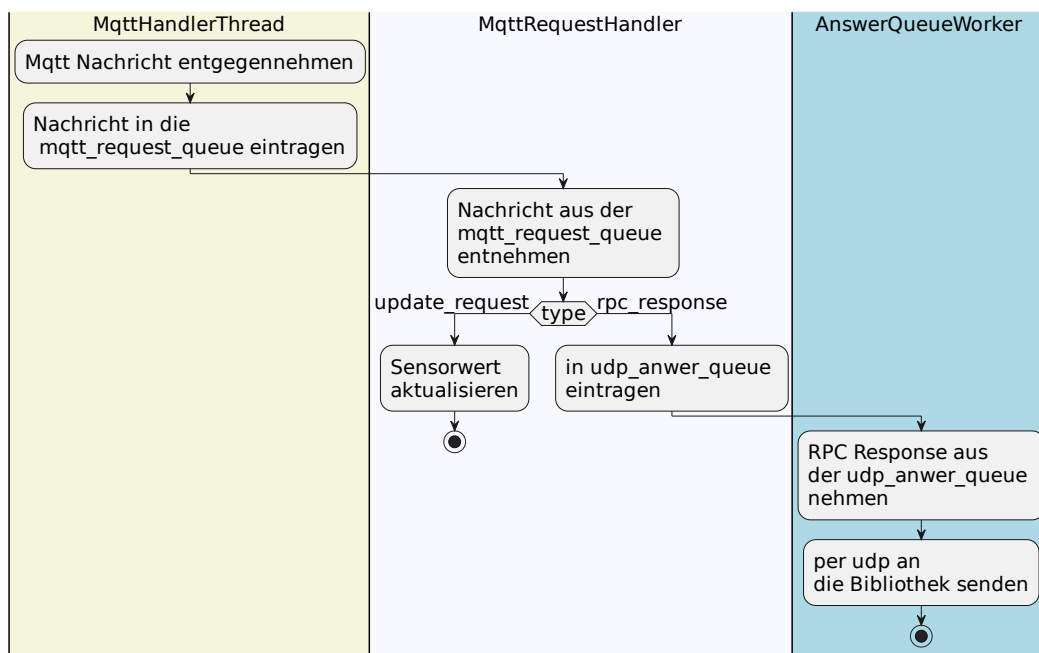 MqttHandlerThread
MqttRequestHandler
AnswerQueueWorker
Mqtt Nachricht entgegennehmen
Nachricht in die
mqtt_request_queue eintragen
Nachricht aus der
mqtt_request_queue
entnehmen
update_request
type
rpc_response
Sensorwert
aktualisieren
in udp_anwer_queue
eintragen
RPC Response aus
der udp_anwer_queue
nehmen
per udp an
die Bibliothek senden